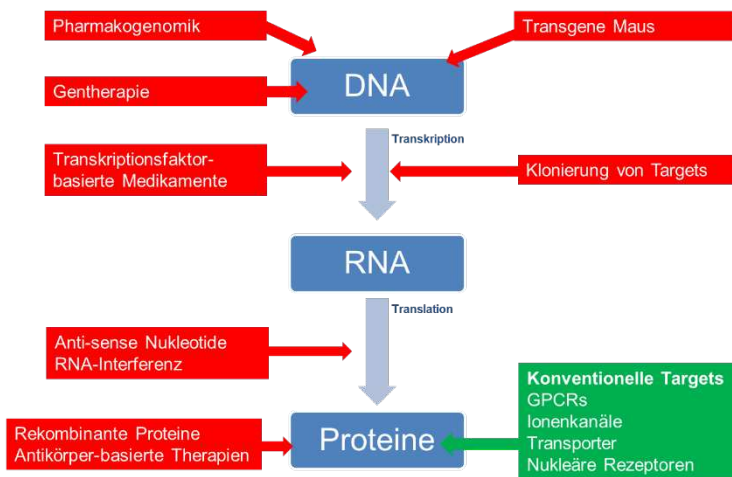 Pharmakogenomik
Transgene Maus
DNA
Gentherapie
Transkription
Transkriptionsfaktor-
basierte Medikamente
Klonierung von Targets
RNA
Translation
Anti-sense Nukleotide
RNA-Interferenz
Konventionelle Targets
GPCRs
Ionenkanäle
Transporter
Nukleäre Rezeptoren
Proteine
Rekombinante Proteine
Antikörper-basierte Therapien